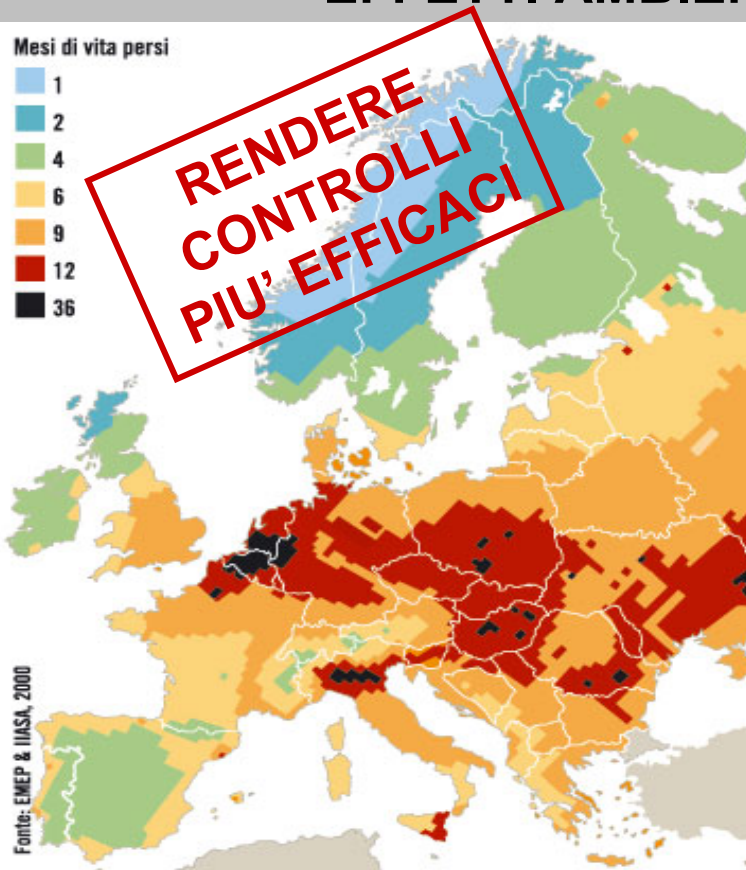 Mesi di vita persi
1
2
4
6
9
12
36
RENDERE
CONTROLLI
PIU' EFFICACI
Fonte: EMEP & IIASA, 2000